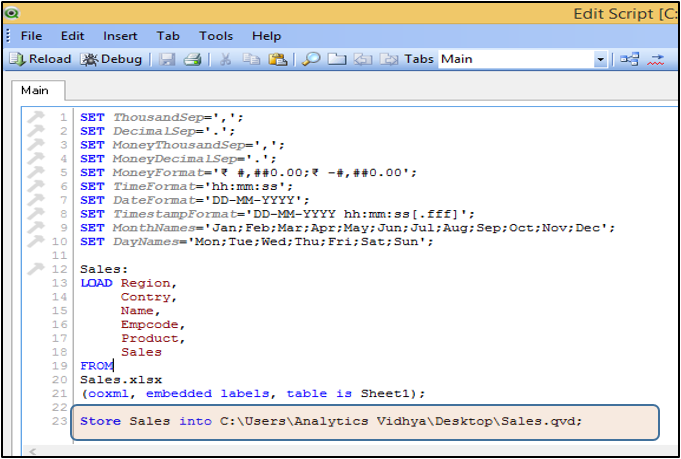 Edit Script [C:
File Edit Insert Tab Tools Help
Reload Debug Tabs Main
Main
1 SET ThousandSep=',';
2 SET DecimalSep='.';
3 SET MoneyThousandSep=',';
4 SET MoneyDecimalSep='.';
5 SET MoneyFormat='₹ #,##0.00;₹ -#,##0.00';
6 SET TimeFormat='hh:mm:ss';
7 SET DateFormat='DD-MM-YYYY';
8 SET TimestampFormat='DD-MM-YYYY hh:mm:ss[.fff]';
9 SET MonthNames='Jan;Feb;Mar;Apr;May;Jun;Jul;Aug;Sep;Oct;Nov;Dec';
10 SET DayNames='Mon;Tue;Wed;Thu;Fri;Sat;Sun';
11
12 Sales:
13 LOAD Region,
14 Contry,
15 Name,
16 Empcode,
17 Product,
18 Sales
19 FROM
20 Sales.xlsx
21 (ooxml, embedded labels, table is Sheet1);
22
23 Store Sales into C:\Users\Analytics Vidhya\Desktop\Sales.qvd;